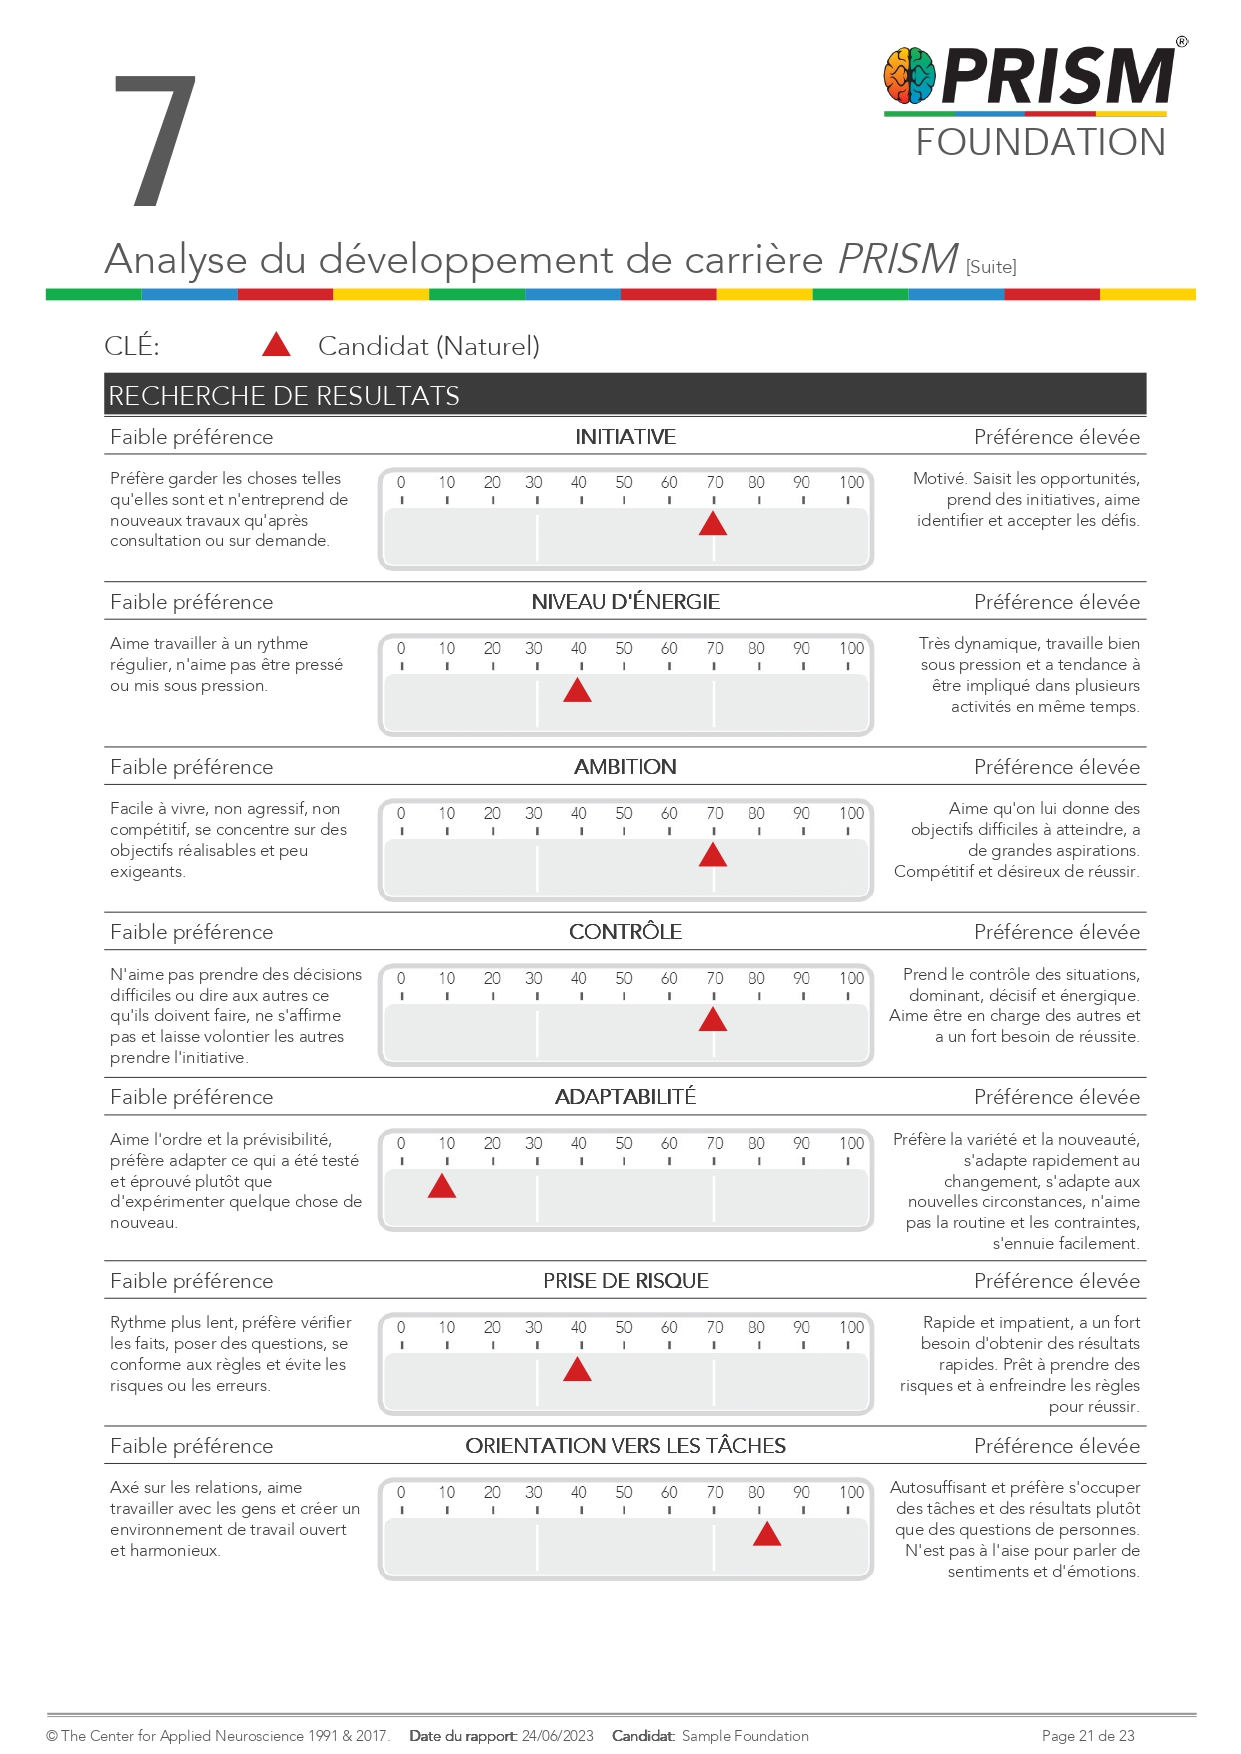 7
PRISM®
FOUNDATION
Analyse du développement de carrière PRISM [Suite]
CLÉ: Candidat (Naturel)
RECHERCHE DE RESULTATS
Faible préférence INITIATIVE Préférence élevée
Préfère garder les choses telles
qu'elles sont et n'entreprend de
nouveaux travaux qu'après
consultation ou sur demande.
0 10 20 30 40 50 60 70 80 90 100
Motivé. Saisit les opportunités,
prend des initiatives, aime
identifier et accepter les défis.
Faible préférence NIVEAU D'ÉNERGIE Préférence élevée
Aime travailler à un rythme
régulier, n'aime pas être pressé
ou mis sous pression.
0 10 20 30 40 50 60 70 80 90 100
Très dynamique, travaille bien
sous pression et a tendance à
être impliqué dans plusieurs
activités en même temps.
Faible préférence AMBITION Préférence élevée
Facile à vivre, non agressif, non
compétitif, se concentre sur des
objectifs réalisables et peu
exigeants.
0 10 20 30 40 50 60 70 80 90 100
Aime qu'on lui donne des
objectifs difficiles à atteindre, a
de grandes aspirations.
Compétitif et désireux de réussir.
Faible préférence CONTRÔLE Préférence élevée
N'aime pas prendre des décisions
difficiles ou dire aux autres ce
qu'ils doivent faire, ne s'affirme
pas et laisse volontier les autres
prendre l'initiative.
0 10 20 30 40 50 60 70 80 90 100
Prend le contrôle des situations,
dominant, décisif et énergique.
Aime être en charge des autres et
a un fort besoin de réussite.
Faible préférence ADAPTABILITÉ Préférence élevée
Aime l'ordre et la prévisibilité,
préfère adapter ce qui a été testé
et éprouvé plutôt que
d'expérimenter quelque chose de
nouveau.
0 10 20 30 40 50 60 70 80 90 100
Préfère la variété et la nouveauté,
s'adapte rapidement au
changement, s'adapte aux
nouvelles circonstances, n'aime
pas la routine et les contraintes,
s'ennuie facilement.
Faible préférence PRISE DE RISQUE Préférence élevée
Rythme plus lent, préfère vérifier
les faits, poser des questions, se
conforme aux règles et évite les
risques ou les erreurs.
0 10 20 30 40 50 60 70 80 90 100
Rapide et impatient, a un fort
besoin d'obtenir des résultats
rapides. Prêt à prendre des
risques et à enfreindre les règles
pour réussir.
Faible préférence ORIENTATION VERS LES TÂCHES Préférence élevée
Axé sur les relations, aime
travailler avec les gens et créer un
environnement de travail ouvert
et harmonieux.
0 10 20 30 40 50 60 70 80 90 100
Autosuffisant et préfère s'occuper
des tâches et des résultats plutôt
que des questions de personnes.
N'est pas à l'aise pour parler de
sentiments et d'émotions.
© The Center for Applied Neuroscience 1991 & 2017. Date du rapport: 24/06/2023 Candidat: Sample Foundation Page 21 de 23